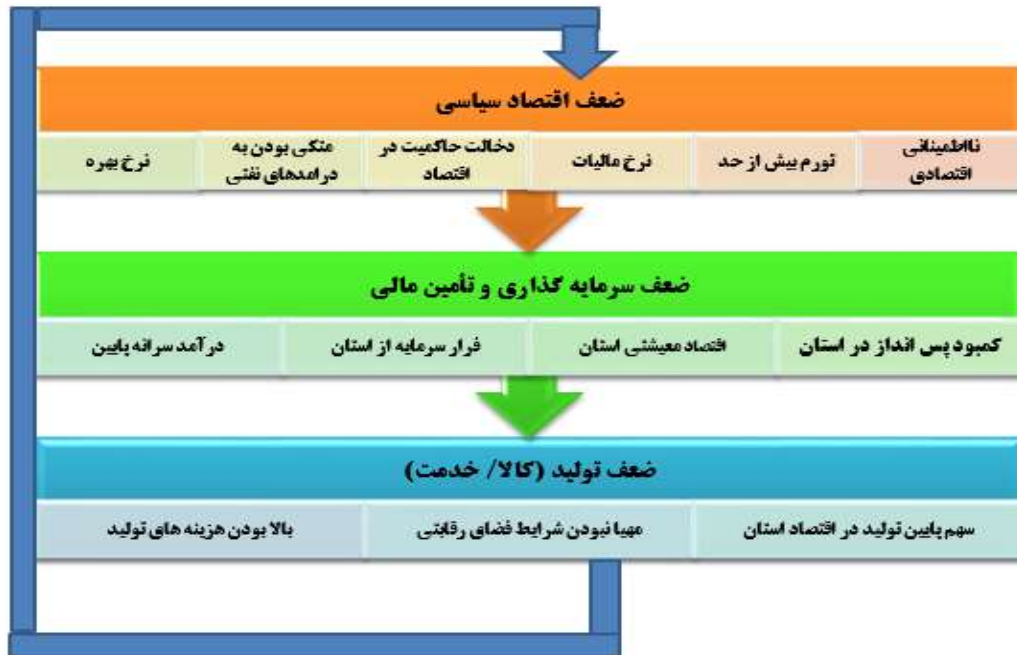 ضعف اقتصاد سیاسی
نااطمینانی
اقتصادی
تورم بیش از حد
نرخ مالیات
دخالت حاکمیت در
اقتصاد
متکی بودن به
درامدهای نفتی
نرخ بهره
ضعف سرمایه گذاری و تأمین مالی
کمبود پس انداز در استان
اقتصاد معیشتی استان
فرار سرمایه از استان
درآمد سرانه پایین
ضعف تولید (کالا/ خدمت)
سهم پایین تولید در اقتصاد استان
مهیا نبودن شرایط فضای رقابتی
بالا بودن هزینه های تولید